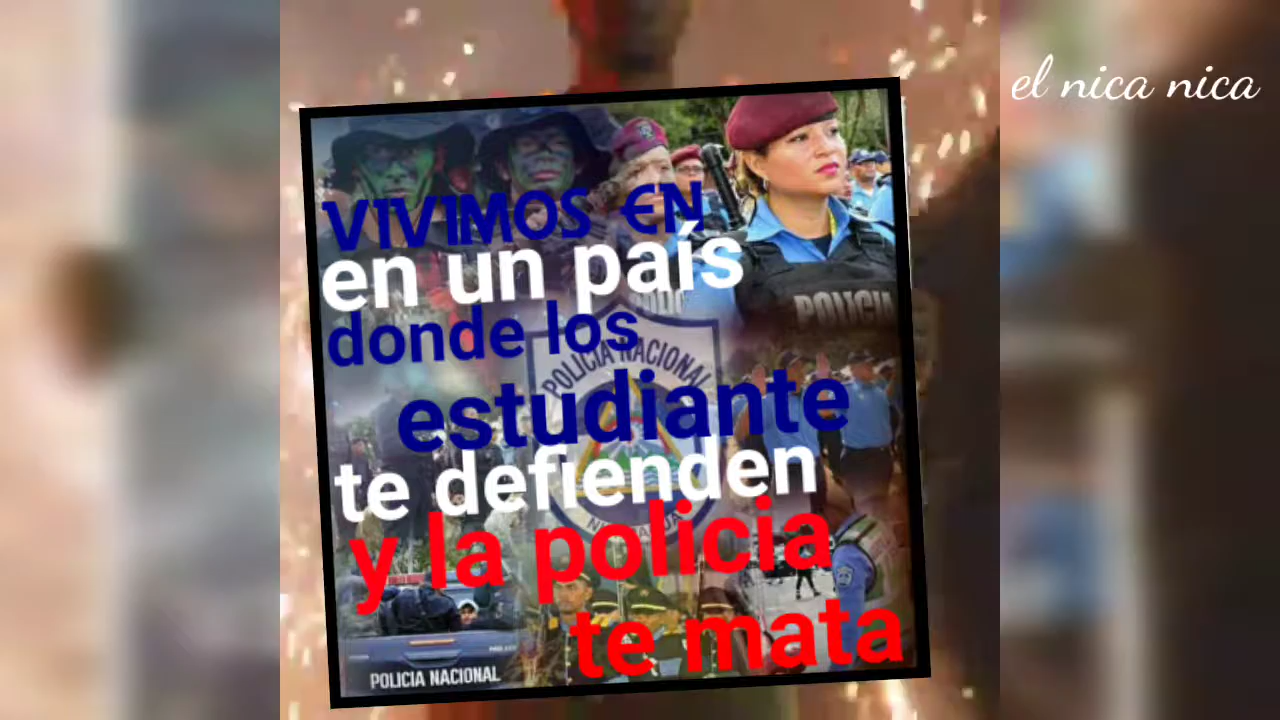 el nica nica
VIVIMOS EN
en un país
donde los
estudiante
te defienden
y la policia
te mata
POLICIA
POLICIA NACIONAL
POLICIA NACIONAL